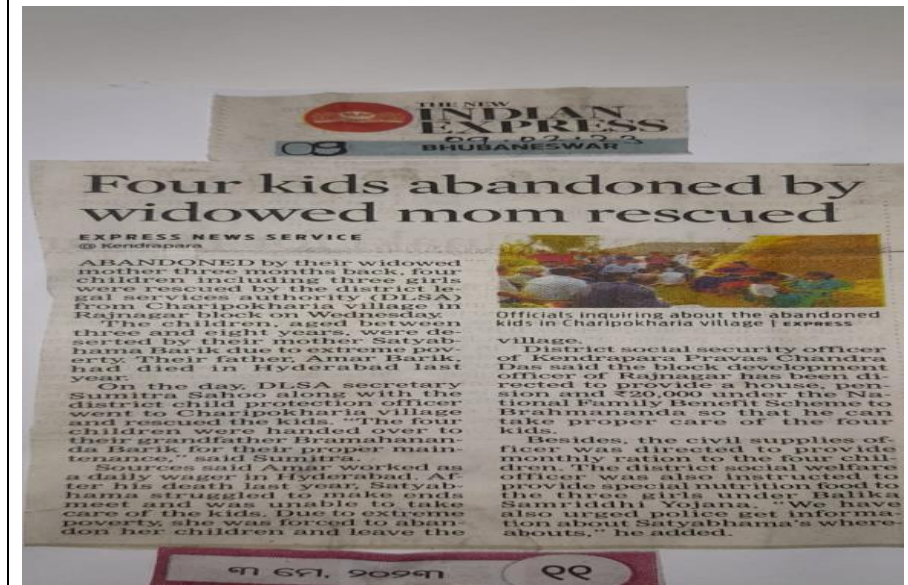 THE NEW
INDIAN
EXPRESS
BHUBANESWAR
Four kids abandoned by
widowed mom rescued
EXPRESS NEWS SERVICE
@ Kendrapara
ABANDONED by their widowed
mother three months back, four
children including three girls
were rescued by the district le-
gal services authority (DLSA)
from Charipokharia village in
Rajnagar block on Wednesday.
The children, aged between
three and eight years, were de-
serted by their mother Satyab-
hama Barik due to extreme pov-
erty. Their father, Amar Barik,
had died in Hyderabad last
year.
On the day, DLSA secretary
Sumitra Sahoo along with the
district child protection officer
went to Charipokharia village
and rescued the kids. "The four
children were handed over to
their grandfather Bramahanan-
da Barik for their proper main-
tenance," said Sumitra.
Sources said Amar worked as
a daily wager in Hyderabad. Af-
ter his death last year, Satyab-
hama struggled to make ends
meet and was unable to take
care of the kids. Due to extreme
poverty, she was forced to aban-
don her children and leave the
Officials inquiring about the abandoned
kids in Charipokharia village | EXPRESS
village.
District social security officer
of Kendrapara Pravas Chandra
Das said the block development
officer of Rajnagar has been di-
rected to provide a house, pen-
sion and ₹20,000 under the Na-
tional Family Benefit Scheme to
Brahmananda so that he can
take proper care of the four
kids.
Besides, the civil supplies of-
ficer was directed to provide
monthly ration to the four chil-
dren. The district social welfare
officer was also instructed to
provide special nutrition food to
the three girls under Balika
Samriddhi Yojana. "We have
also urged police get informa-
tion about Satyabhama's where-
abouts," he added.
୩ ମେ, ୨୦୨୩ ୧୧